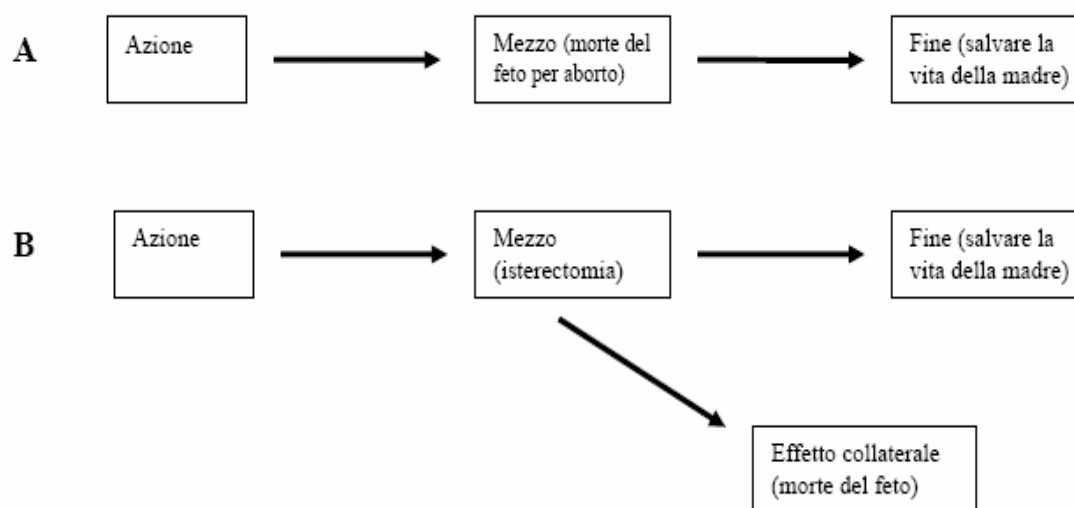 A
Azione
Mezzo (morte del
feto per aborto)
Fine (salvare la
vita della madre)
B
Azione
Mezzo
(isterectomia)
Fine (salvare la
vita della madre)
Effetto collaterale
(morte del feto)